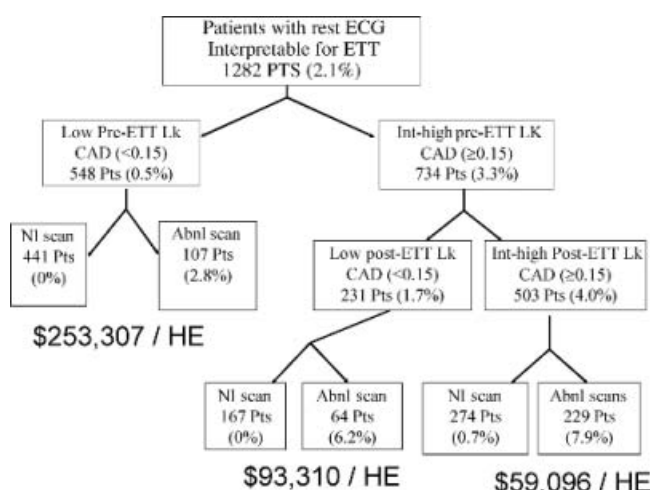 Patients with rest ECG
Interpretable for ETT
1282 PTS (2.1%)
Low Pre-ETT Lk
CAD (<0.15)
548 Pts (0.5%)
Int-high pre-ETT LK
CAD (≥0.15)
734 Pts (3.3%)
Nl scan
441 Pts
(0%)
Abnl scan
107 Pts
(2.8%)
Low post-ETT Lk
CAD (<0.15)
231 Pts (1.7%)
Int-high Post-ETT Lk
CAD (≥0.15)
503 Pts (4.0%)
$253,307 / HE
Nl scan
167 Pts
(0%)
Abnl scan
64 Pts
(6.2%)
Nl scan
274 Pts
(0.7%)
Abnl scans
229 Pts
(7.9%)
$93,310 / HE
$59,096 / HE